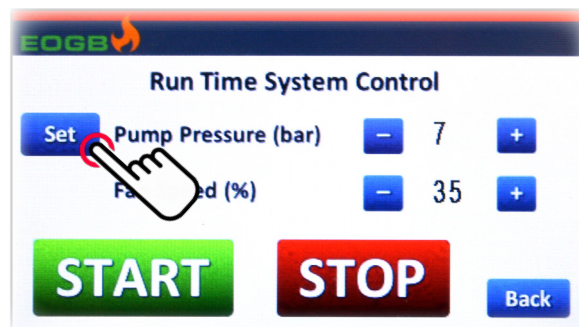 EOGB
Run Time System Control
Set Pump Pressure (bar) - 7 +
(%) - 35 +
START STOP
Back